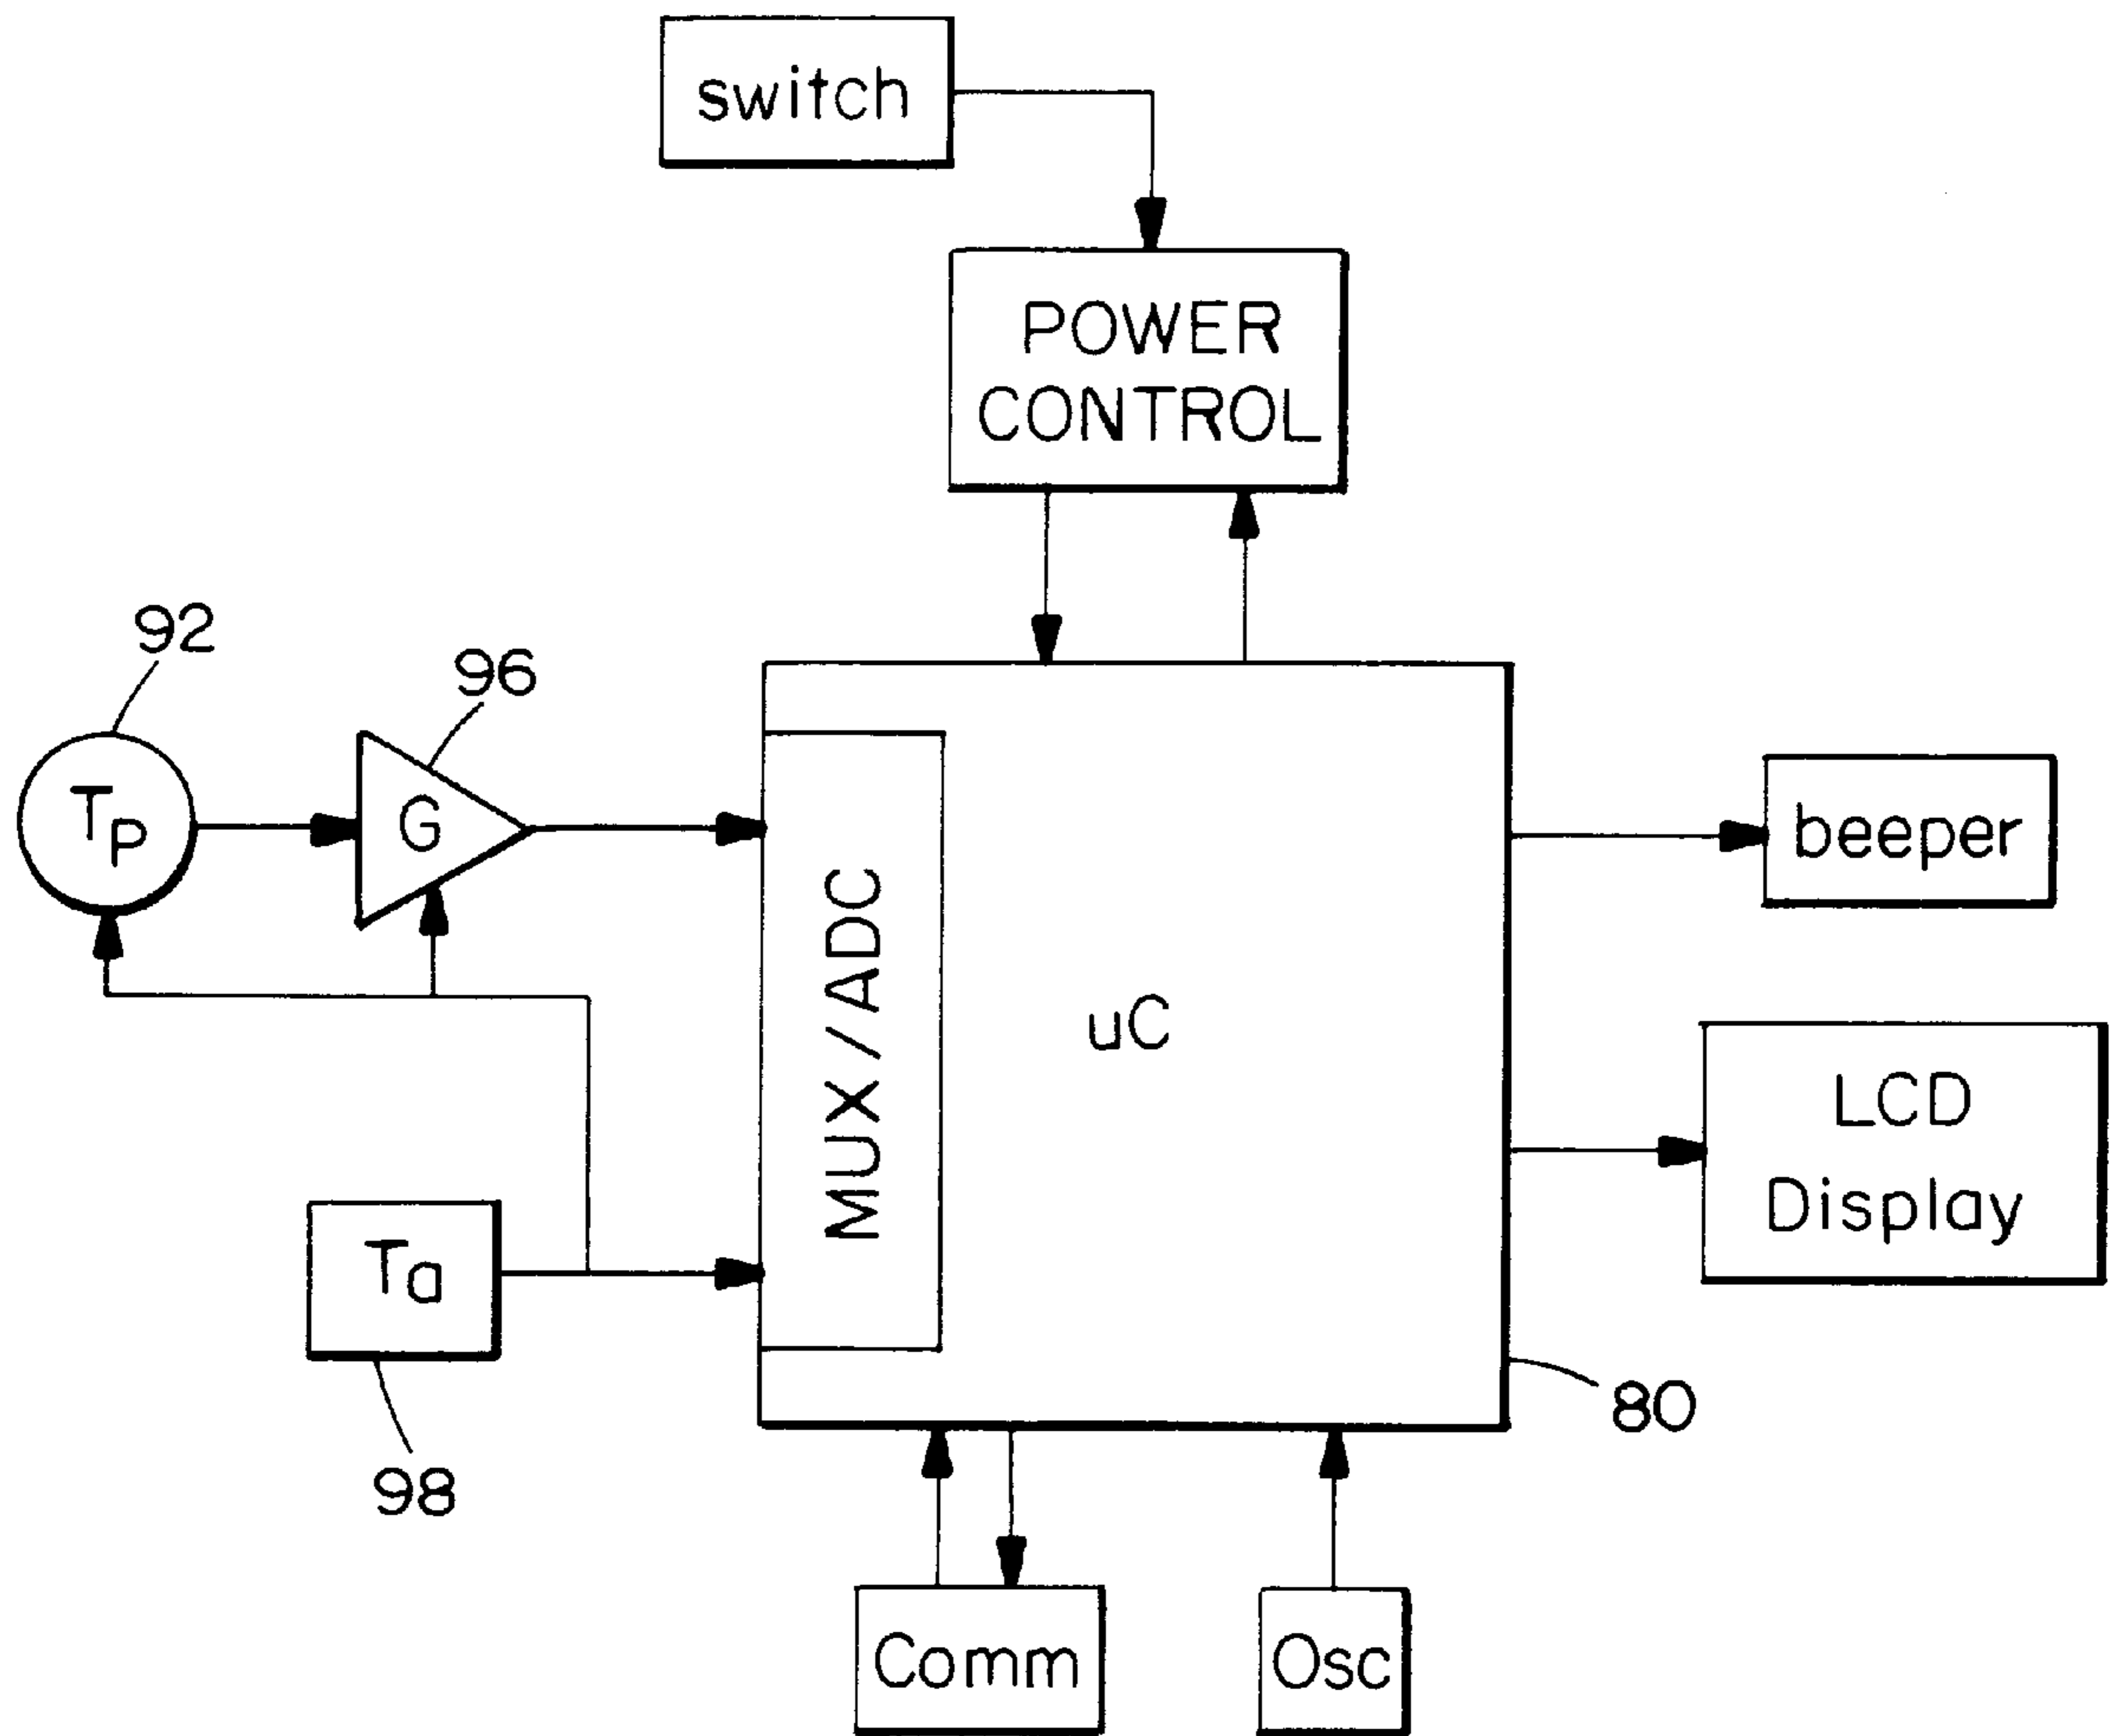 switch
POWER
CONTROL
92
96
TP
G
beeper
MUX/ADC
uC
LCD
Display
Ta
80
98
Comm
Osc